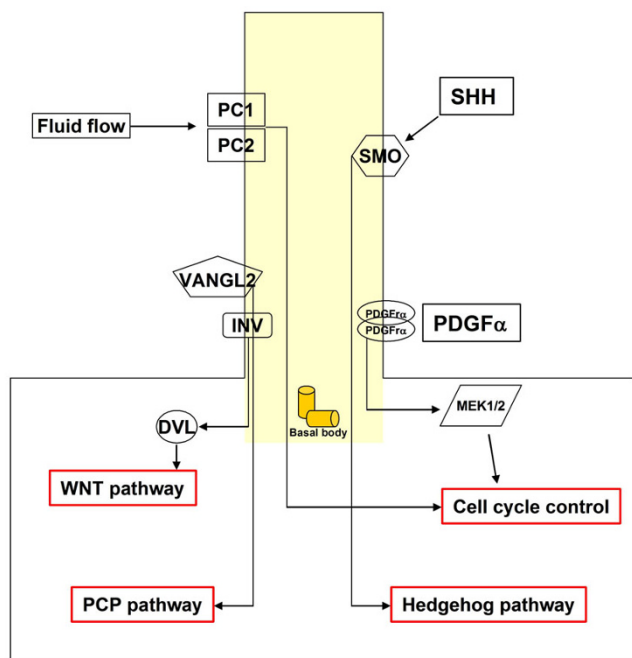 SHH
PC1
Fluid flow
PC2
SMO
VANGL2
INV
PDGFrα
PDGFrα
PDGFα
MEK1/2
DVL
Basal body
WNT pathway
Cell cycle control
PCP pathway
Hedgehog pathway